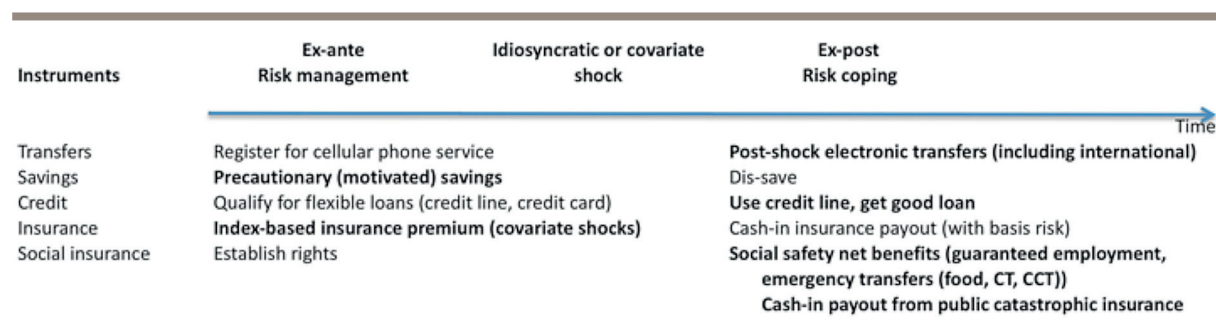 Ex-ante Idiosyncratic or covariate Ex-post
Instruments Risk management shock Risk coping
Time
Transfers Register for cellular phone service Post-shock electronic transfers (including international)
Savings Precautionary (motivated) savings Dis-save
Credit Qualify for flexible loans (credit line, credit card) Use credit line, get good loan
Insurance Index-based insurance premium (covariate shocks) Cash-in insurance payout (with basis risk)
Social insurance Establish rights Social safety net benefits (guaranteed employment,
emergency transfers (food, CT, CCT))
Cash-in payout from public catastrophic insurance